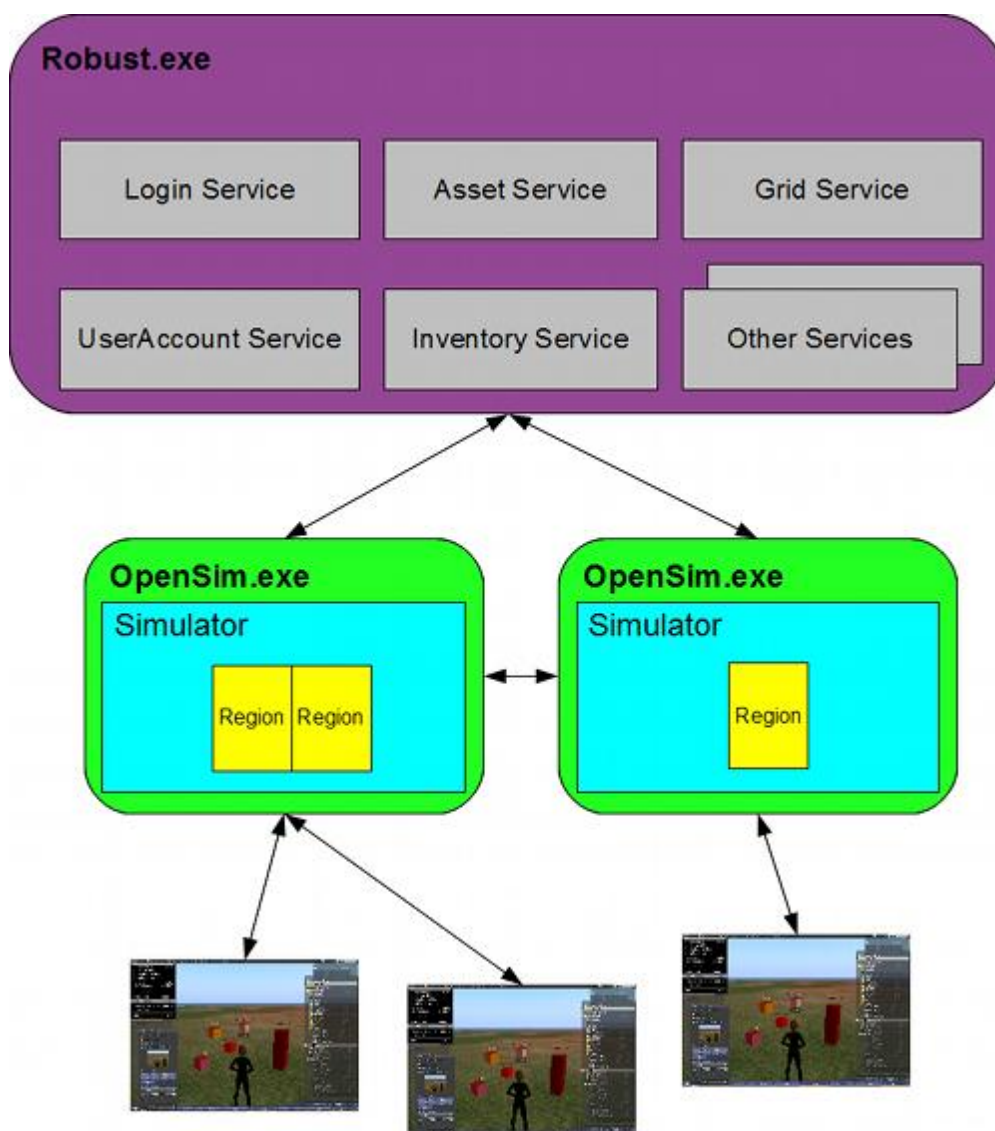 Robust.exe
Login Service
Asset Service
Grid Service
UserAccount Service
Inventory Service
Other Services
OpenSim.exe
Simulator
Region
Region
OpenSim.exe
Simulator
Region